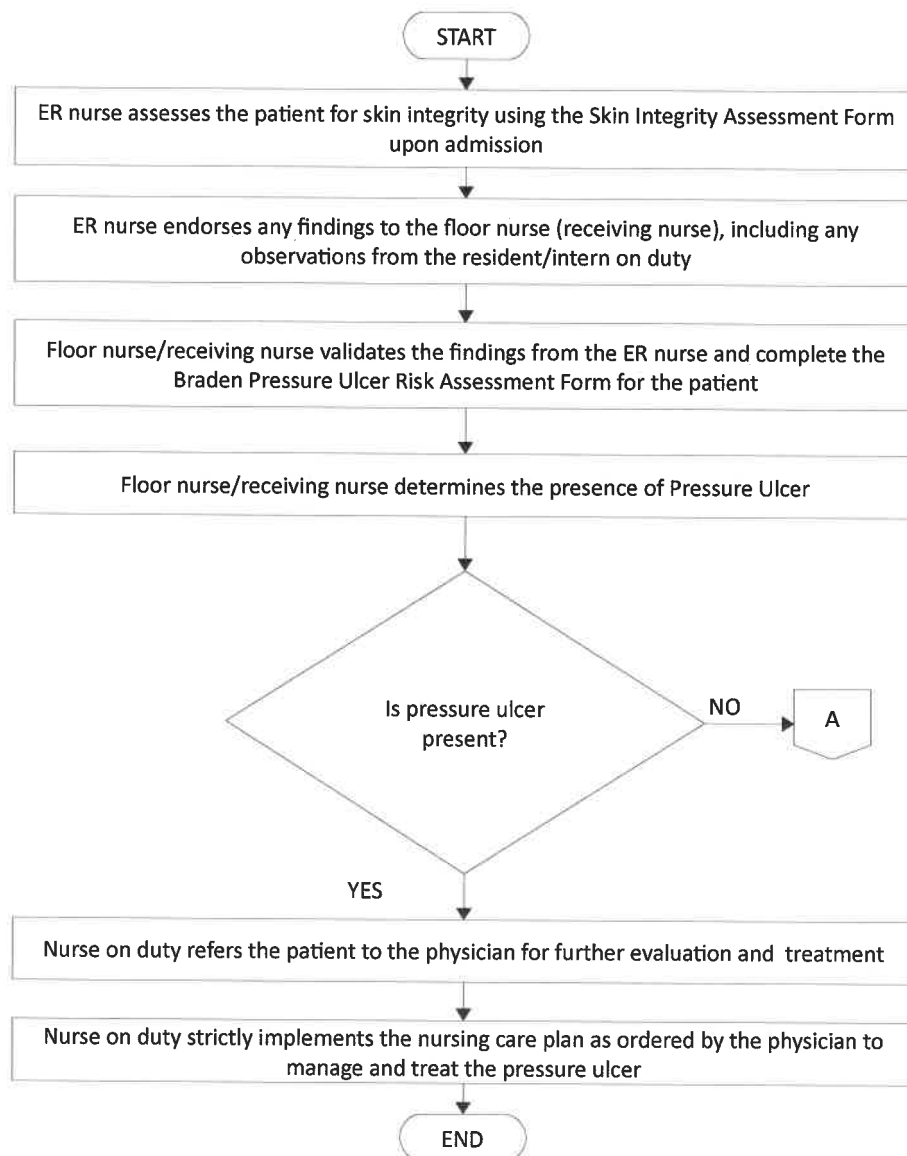 START
ER nurse assesses the patient for skin integrity using the Skin Integrity Assessment Form
upon admission
ER nurse endorses any findings to the floor nurse (receiving nurse), including any
observations from the resident/intern on duty
Floor nurse/receiving nurse validates the findings from the ER nurse and complete the
Braden Pressure Ulcer Risk Assessment Form for the patient
Floor nurse/receiving nurse determines the presence of Pressure Ulcer
Is pressure ulcer
present?
NO
A
YES
Nurse on duty refers the patient to the physician for further evaluation and treatment
Nurse on duty strictly implements the nursing care plan as ordered by the physician to
manage and treat the pressure ulcer
END